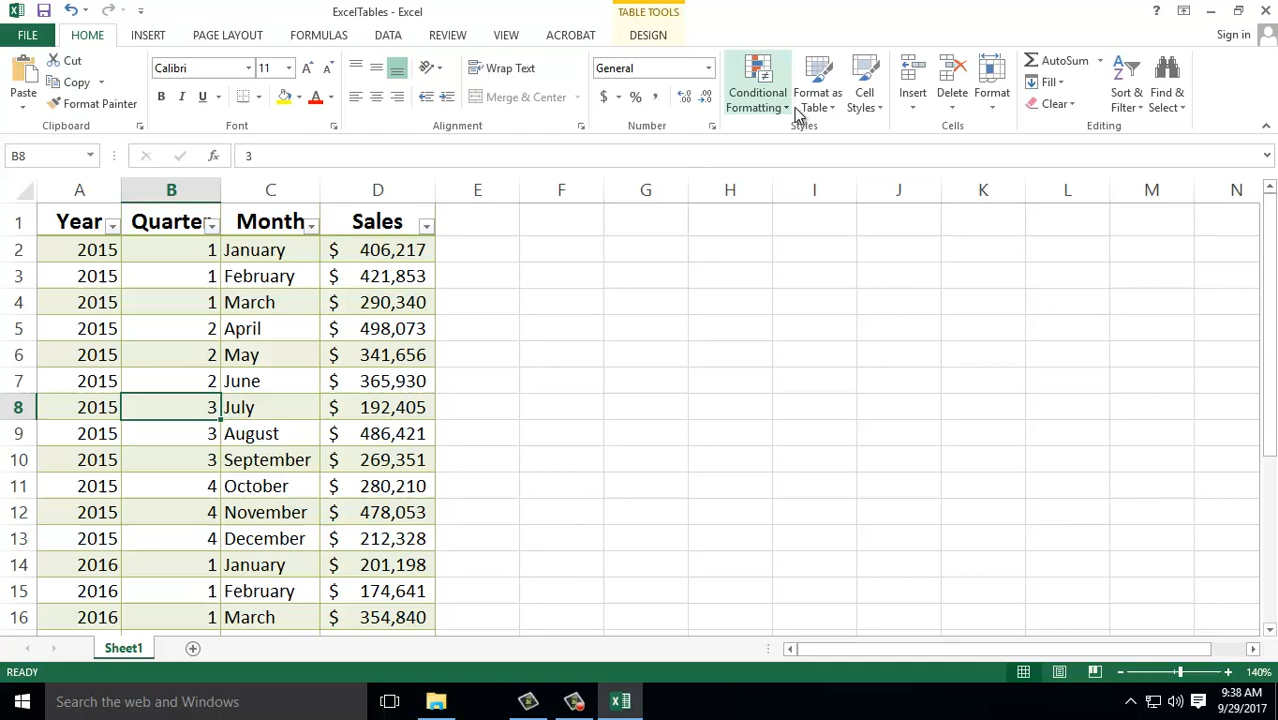 ExcelTables - Excel
TABLE TOOLS
?
FILE HOME INSERT PAGE LAYOUT FORMULAS DATA REVIEW VIEW ACROBAT DESIGN Sign in
Paste Cut Copy Format Painter
Calibri 11 A A
B I U A
Wrap Text
Merge & Center
General
$ % , .0 .00
Conditional Formatting
Format as Table
Cell Styles
Insert Delete Format
AutoSum
Fill
Clear
Sort & Filter
Find & Select
Clipboard Font Alignment Number Styles Cells Editing
B8 fx 3
A B C D E F G H I J K L M N
1 Year Quarter Month Sales
2 2015 1 January $ 406,217
3 2015 1 February $ 421,853
4 2015 1 March $ 290,340
5 2015 2 April $ 498,073
6 2015 2 May $ 341,656
7 2015 2 June $ 365,930
8 2015 3 July $ 192,405
9 2015 3 August $ 486,421
10 2015 3 September $ 269,351
11 2015 4 October $ 280,210
12 2015 4 November $ 478,053
13 2015 4 December $ 212,328
14 2016 1 January $ 201,198
15 2016 1 February $ 174,641
16 2016 1 March $ 354,840
Sheet1
READY 140%
Search the web and Windows
9:38 AM
9/29/2017